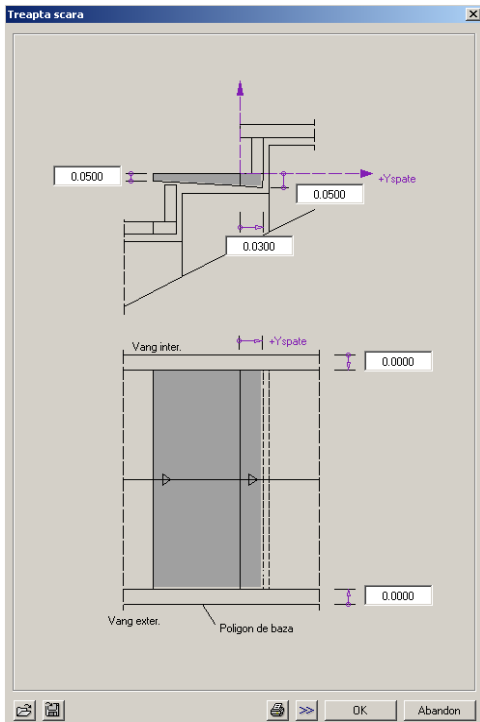 Treapta scara
0.0500
+Yspate
0.0500
0.0300
+Yspate
Vang inter.
0.0000
0.0000
Vang exter.
Poligon de baza
>>
OK
Abandon